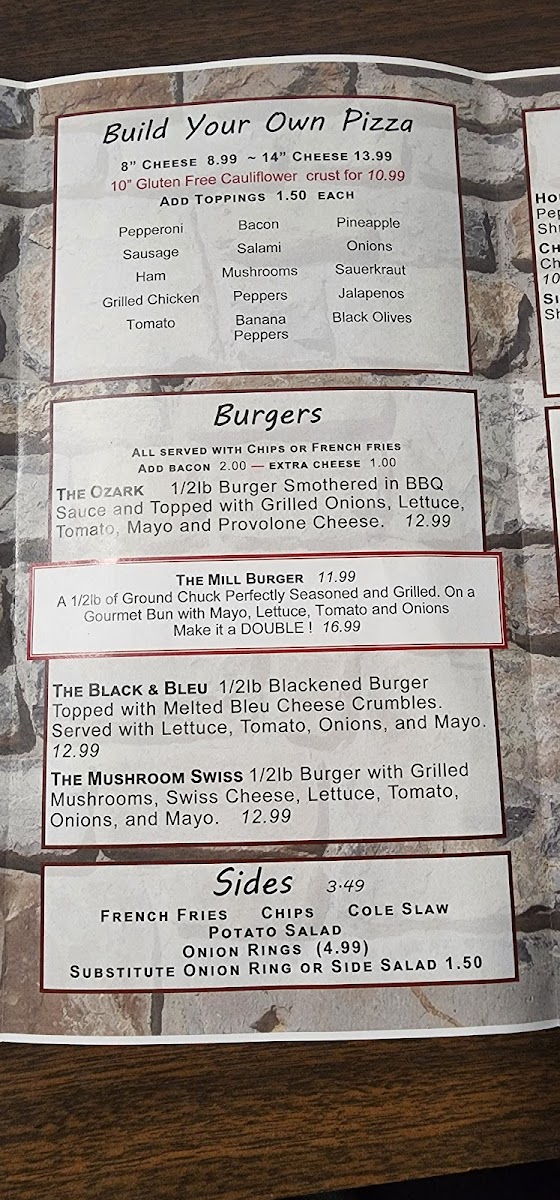 Build Your Own Pizza
8" CHEESE 8.99 ~ 14" CHEESE 13.99
10" Gluten Free Cauliflower crust for 10.99
ADD TOPPINGS 1.50 EACH
Pepperoni Bacon Pineapple
Sausage Salami Onions
Ham Mushrooms Sauerkraut
Grilled Chicken Peppers Jalapenos
Tomato Banana Black Olives
Peppers
Burgers
ALL SERVED WITH CHIPS OR FRENCH FRIES
ADD BACON 2.00 — EXTRA CHEESE 1.00
THE OZARK 1/2lb Burger Smothered in BBQ
Sauce and Topped with Grilled Onions, Lettuce,
Tomato, Mayo and Provolone Cheese. 12.99
THE MILL BURGER 11.99
A 1/2lb of Ground Chuck Perfectly Seasoned and Grilled. On a
Gourmet Bun with Mayo, Lettuce, Tomato and Onions
Make it a DOUBLE ! 16.99
THE BLACK & BLEU 1/2lb Blackened Burger
Topped with Melted Bleu Cheese Crumbles.
Served with Lettuce, Tomato, Onions, and Mayo.
12.99
THE MUSHROOM SWISS 1/2lb Burger with Grilled
Mushrooms, Swiss Cheese, Lettuce, Tomato,
Onions, and Mayo. 12.99
Sides 3.49
FRENCH FRIES CHIPS COLE SLAW
POTATO SALAD
ONION RINGS (4.99)
SUBSTITUTE ONION RING OR SIDE SALAD 1.50